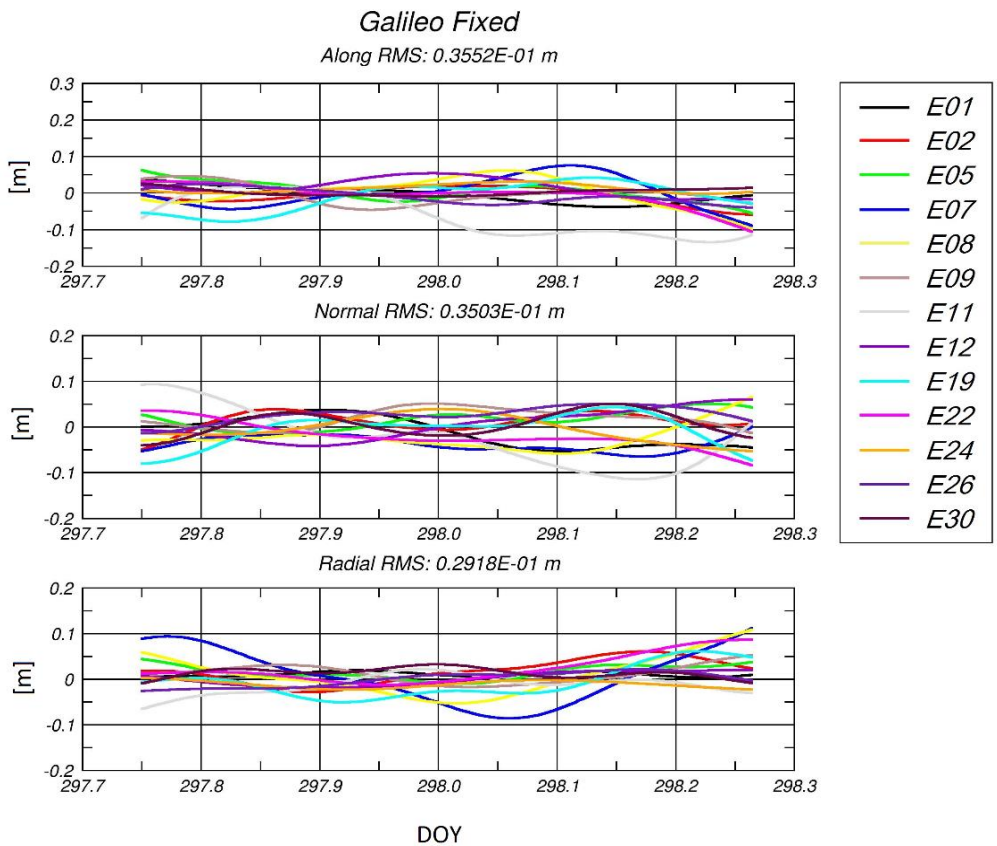 Galileo Fixed
Along RMS: 0.3552E-01 m
0.3
0.2
0.1
0
-0.1
-0.2
[m]
297.7 297.8 297.9 298.0 298.1 298.2 298.3
Normal RMS: 0.3503E-01 m
0.2
0.1
0
-0.1
-0.2
[m]
297.7 297.8 297.9 298.0 298.1 298.2 298.3
Radial RMS: 0.2918E-01 m
0.2
0.1
0
-0.1
-0.2
[m]
297.7 297.8 297.9 298.0 298.1 298.2 298.3
DOY
E01
E02
E05
E07
E08
E09
E11
E12
E19
E22
E24
E26
E30